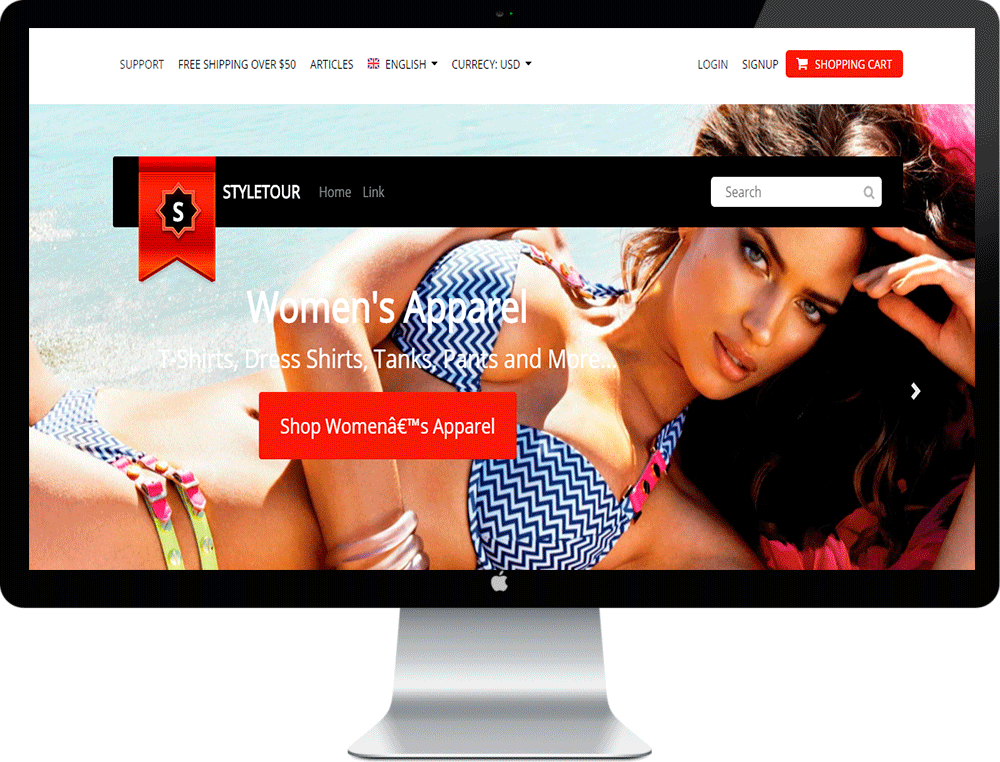 SUPPORT FREE SHIPPING OVER $50 ARTICLES ENGLISH CURRECY: USD LOGIN SIGNUP SHOPPING CART
S STYLETOUR Home Link Search
Women's Apparel
T-Shirts, Dress Shirts, Tanks, Pants and More...
Shop Womenâ€™s Apparel